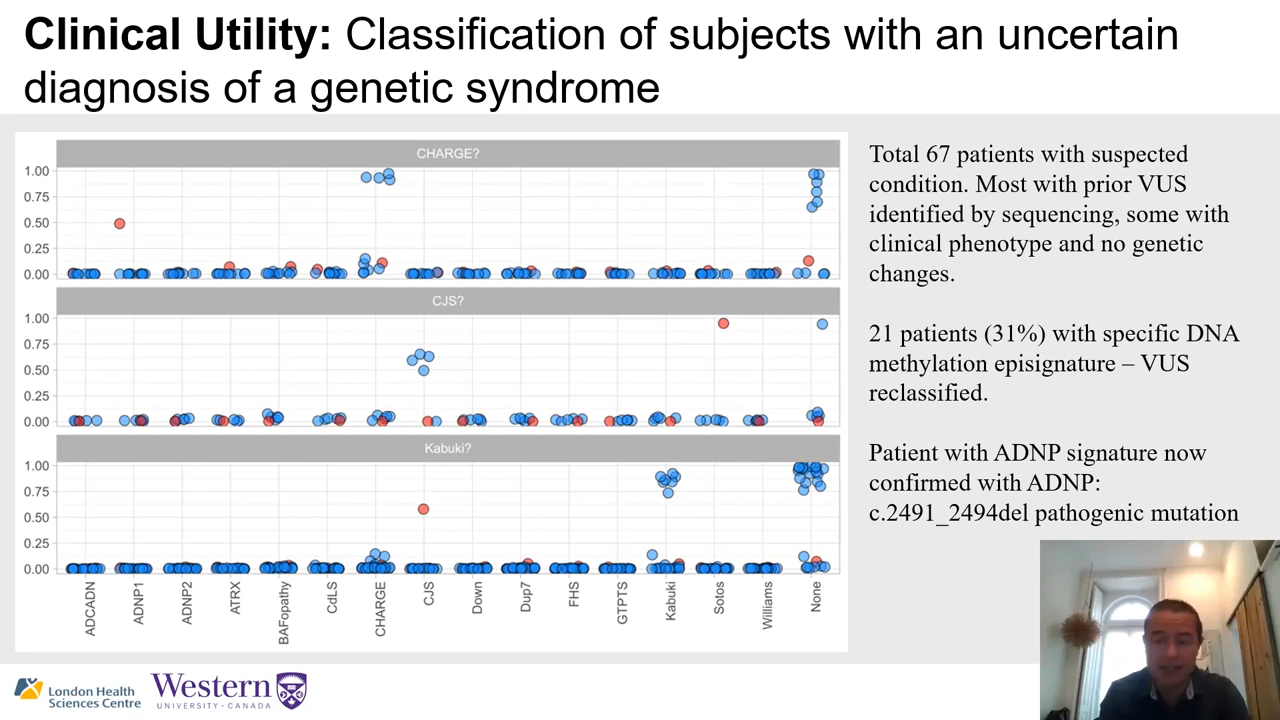 Clinical Utility: Classification of subjects with an uncertain
diagnosis of a genetic syndrome
CHARGE?
1.00
0.75
0.50
0.25
0.00
CJS?
1.00
0.75
0.50
0.25
0.00
Kabuki?
1.00
0.75
0.50
0.25
0.00
ADCADN
ADNP1
ADNP2
ATRX
BAFopathy
CdLS
CHARGE
CJS
Down
Dup7
FHS
GTPTS
Kabuki
Sotos
Williams
None
Total 67 patients with suspected
condition. Most with prior VUS
identified by sequencing, some with
clinical phenotype and no genetic
changes.
21 patients (31%) with specific DNA
methylation episignature – VUS
reclassified.
Patient with ADNP signature now
confirmed with ADNP:
c.2491_2494del pathogenic mutation
London Health
Sciences Centre
Western
UNIVERSITY · CANADA